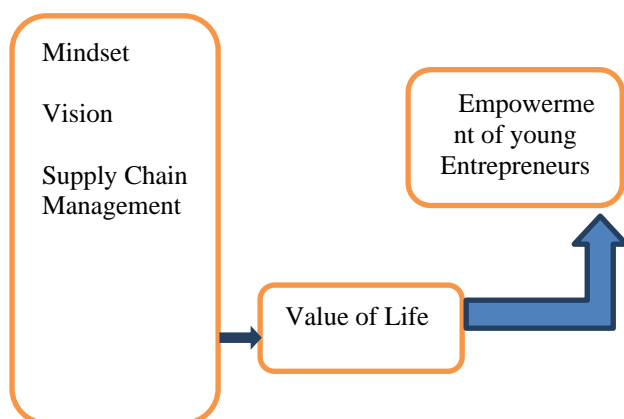 Mindset
Vision
Supply Chain
Management
Empowerme
nt of young
Entrepreneurs
Value of Life